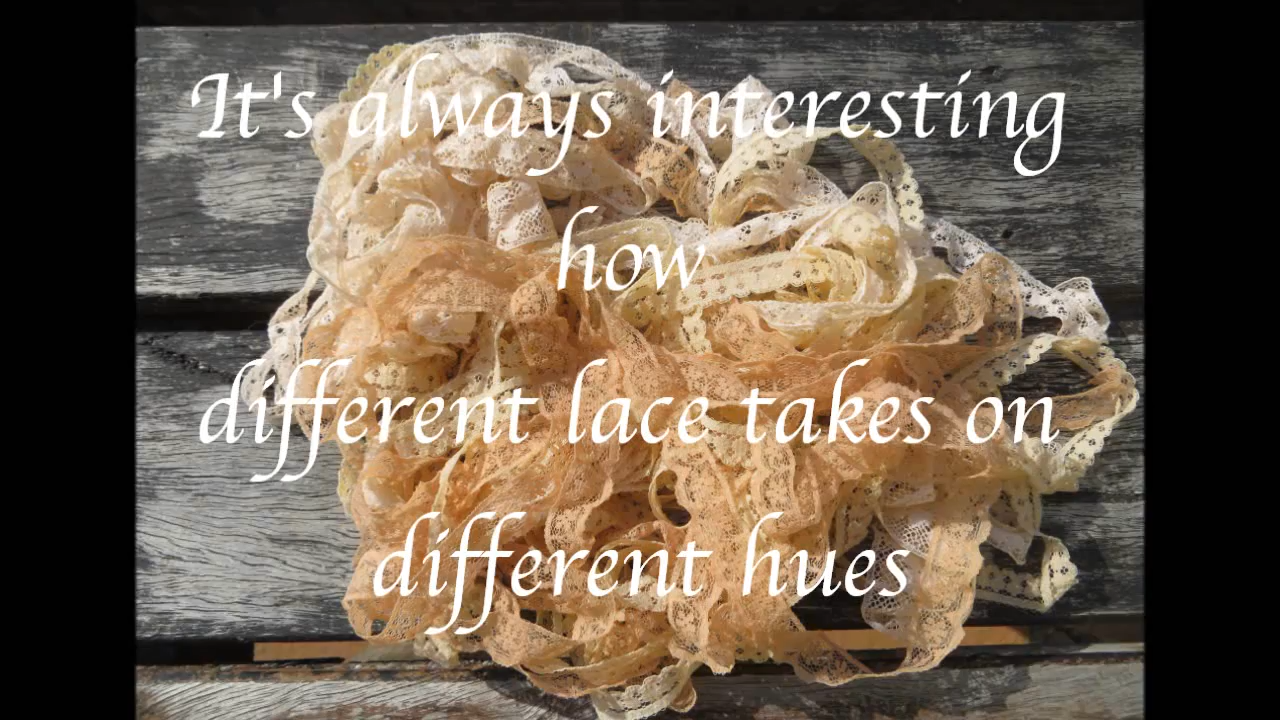 It's always interesting
how
different lace takes on
different hues